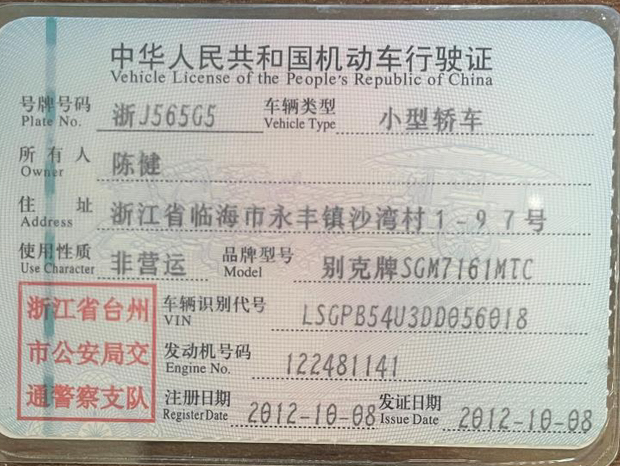 中华人民共和国机动车行驶证
Vehicle License of the People's Republic of China
号牌号码 浙J565G5 车辆类型 小型轿车
Plate No. Vehicle Type
所有人 陈健
Owner
住址 浙江省临海市永丰镇沙湾村1-97号
Address
使用性质 非营运 品牌型号 别克牌SGM7161MTC
Use Character Model
浙江省台州 车辆识别代号 LSGPB54U3DD056018
VIN
市公安局交 发动机号码 122481141
Engine No.
通警察支队 注册日期 2012-10-08 发证日期 2012-10-08
Register Date Issue Date